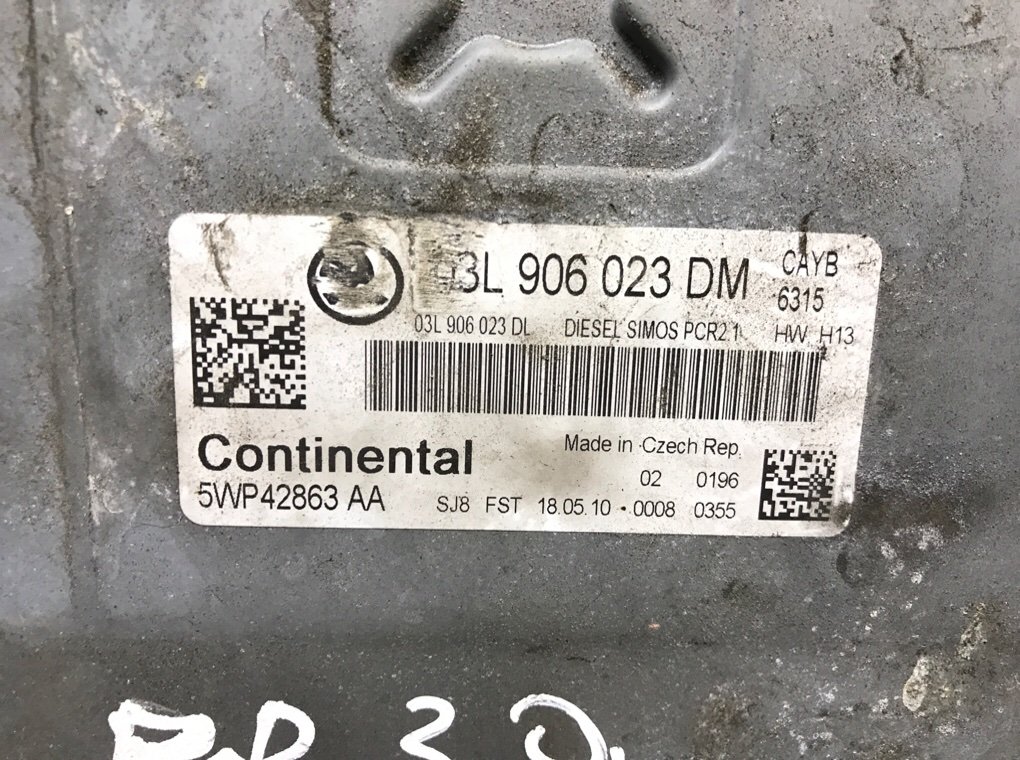 03L 906 023 DM CAYB
6315
03L 906 023 DL DIESEL SIMOS PCR2.1 HW H13
Continental
Made in Czech Rep.
02 0196
5WP42863 AA
SJ8 FST 18.05.10 0008 0355